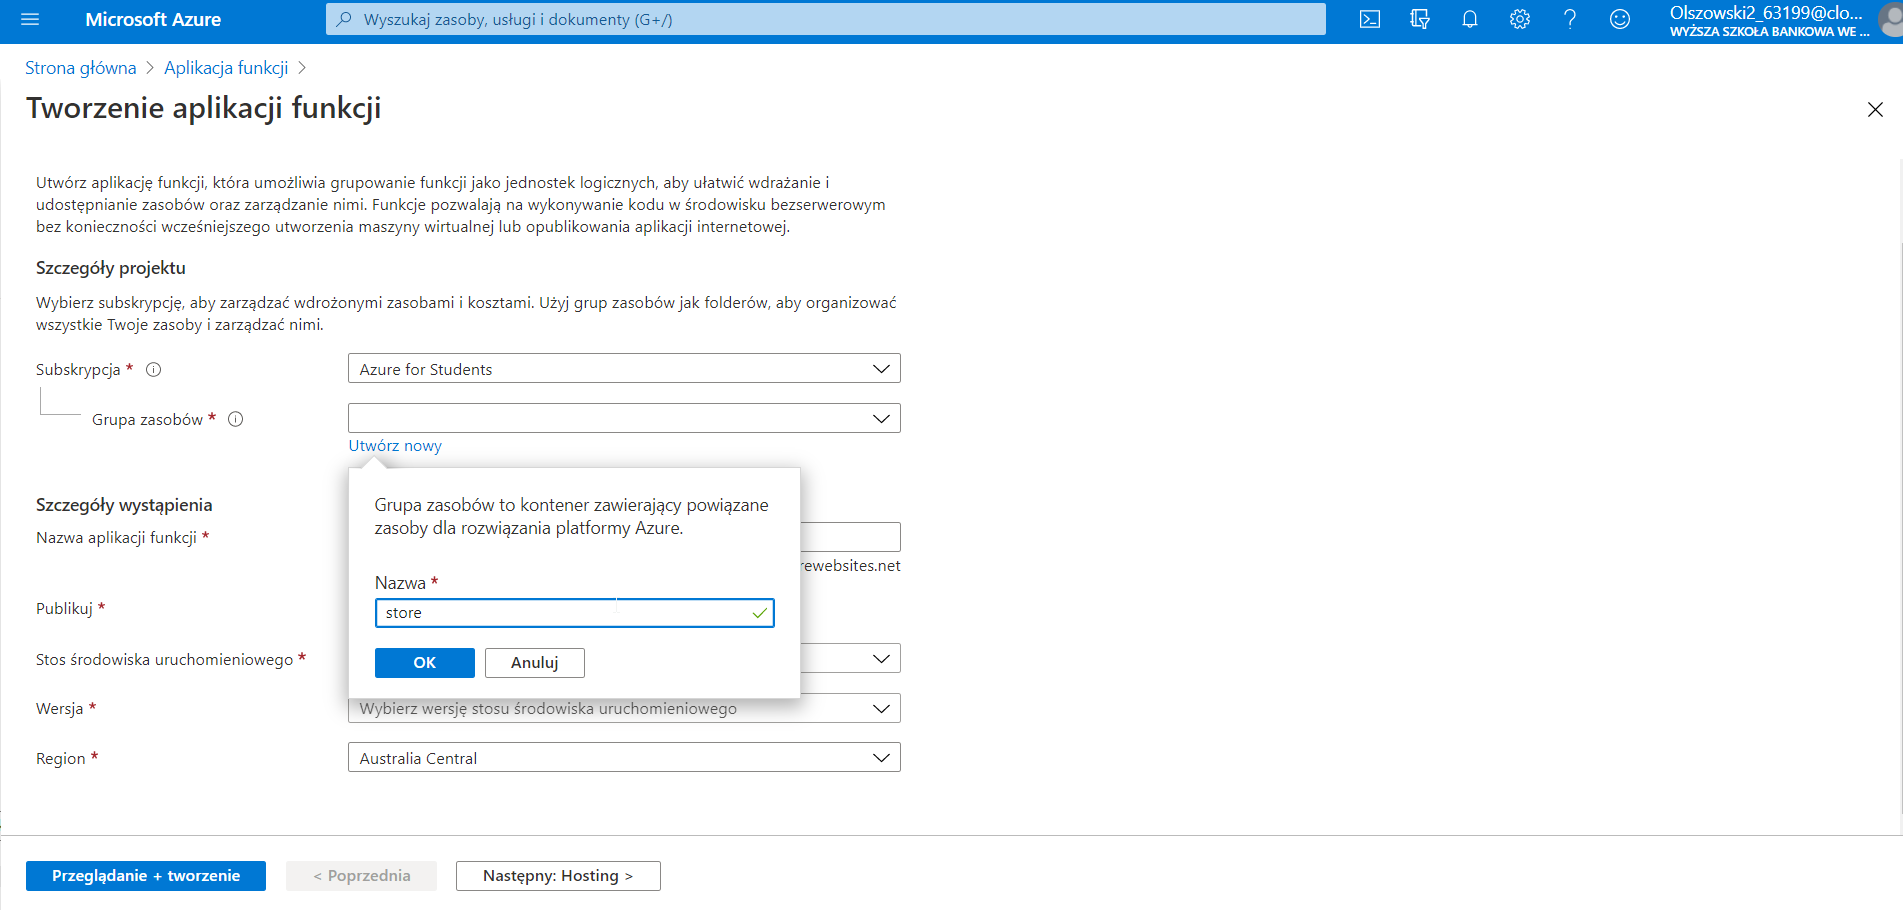 Microsoft Azure
Wyszukaj zasoby, usługi i dokumenty (G+/)
Olszowski2_63199@clo...
WYŻSZA SZKOŁA BANKOWA WE ...
Strona główna > Aplikacja funkcji >
Tworzenie aplikacji funkcji
Utwórz aplikację funkcji, która umożliwia grupowanie funkcji jako jednostek logicznych, aby ułatwić wdrażanie i
udostępnianie zasobów oraz zarządzanie nimi. Funkcje pozwalają na wykonywanie kodu w środowisku bezserwerowym
bez konieczności wcześniejszego utworzenia maszyny wirtualnej lub opublikowania aplikacji internetowej.
Szczegóły projektu
Wybierz subskrypcję, aby zarządzać wdrożonymi zasobami i kosztami. Użyj grup zasobów jak folderów, aby organizować
wszystkie Twoje zasoby i zarządzać nimi.
Subskrypcja *
Azure for Students
Grupa zasobów *
Utwórz nowy
Grupa zasobów to kontener zawierający powiązane
zasoby dla rozwiązania platformy Azure.
Nazwa *
store
OK
Anuluj
Szczegóły wystąpienia
Nazwa aplikacji funkcji *
rewebsites.net
Publikuj *
Stos środowiska uruchomieniowego *
Wersja *
Wybierz wersję stosu środowiska uruchomieniowego
Region *
Australia Central
Przeglądanie + tworzenie
< Poprzednia
Następny: Hosting >